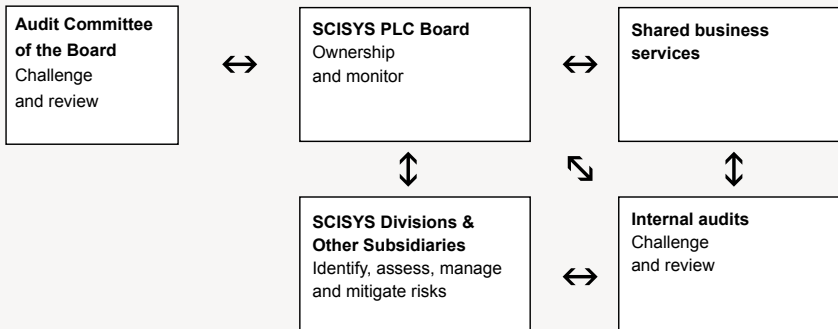 Audit Committee
of the Board
Challenge
and review
SCISYS PLC Board
Ownership
and monitor
Shared business
services
SCISYS Divisions &
Other Subsidiaries
Identify, assess, manage
and mitigate risks
Internal audits
Challenge
and review